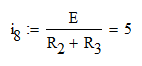 i₈ := E / (R₂ + R₃) = 5